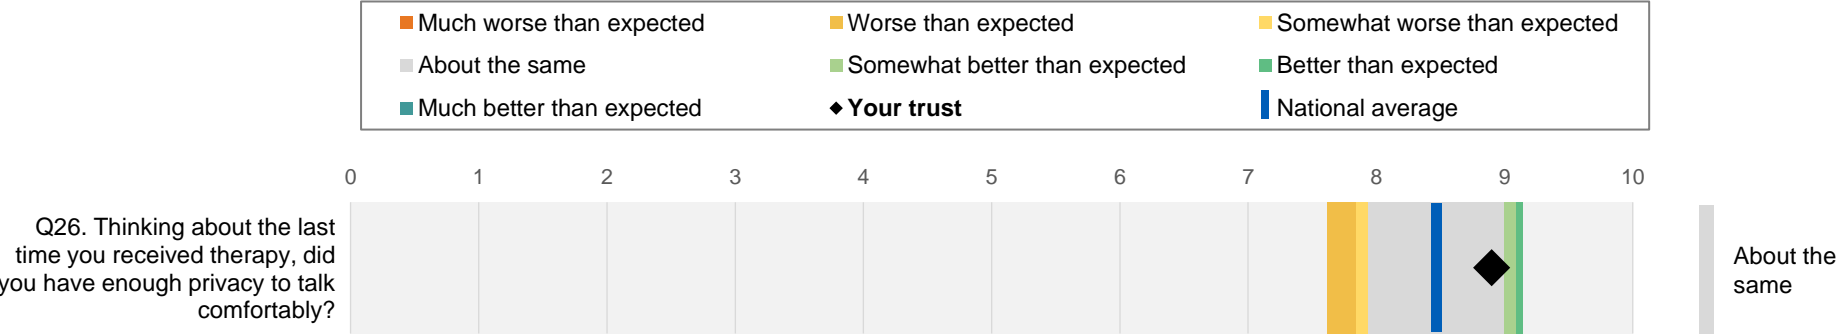 Much worse than expected
Worse than expected
Somewhat worse than expected
About the same
Somewhat better than expected
Better than expected
Much better than expected
Your trust
National average
0 1 2 3 4 5 6 7 8 9 10
Q26. Thinking about the last
time you received therapy, did
you have enough privacy to talk
comfortably?
About the
same